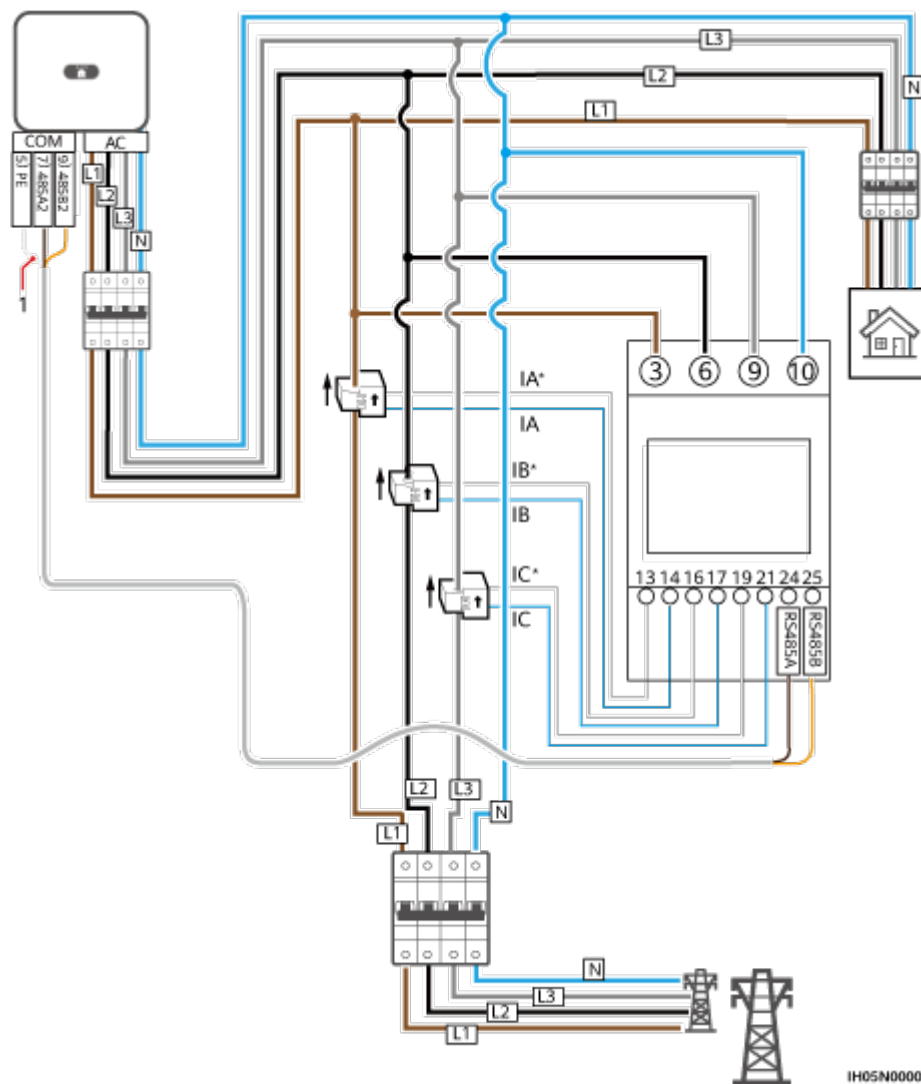 L3
L2
N
L1
COM
AC
5) PE
7) 485A2
9) 485B2
L1
L2
L3
N
1
3
6
9
10
IA*
IA
IB*
IB
IC*
IC
13 14 16 17 19 21 24 25
RS485A
RS485B
L2
L3
N
L1
N
L3
L2
L1
IH05N0000